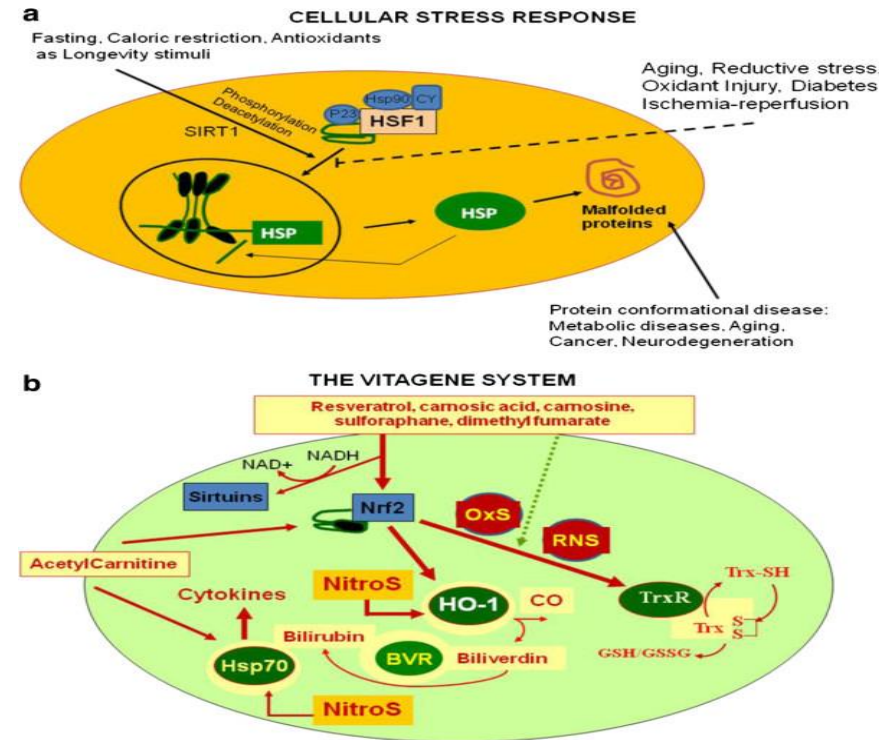 a
CELLULAR STRESS RESPONSE
Fasting, Caloric restriction, Antioxidants
as Longevity stimuli
Aging, Reductive stress
Oxidant Injury, Diabetes
Ischemia-reperfusion
Phosphorylation
Deacetylation
SIRT1
P23
Hsp90
CY
HSF1
HSP
HSP
Malfolded
proteins
Protein conformational disease:
Metabolic diseases, Aging,
Cancer, Neurodegeneration
b
THE VITAGENE SYSTEM
Resveratrol, carnosic acid, carnosine,
sulforaphane, dimethyl fumarate
NAD+
NADH
Sirtuins
Nrf2
OxS
RNS
AcetylCarnitine
Cytokines
NitroS
HO-1
CO
TrxR
Trx-SH
Trx
S
S
GSH/GSSG
Bilirubin
BVR
Biliverdin
Hsp70
NitroS